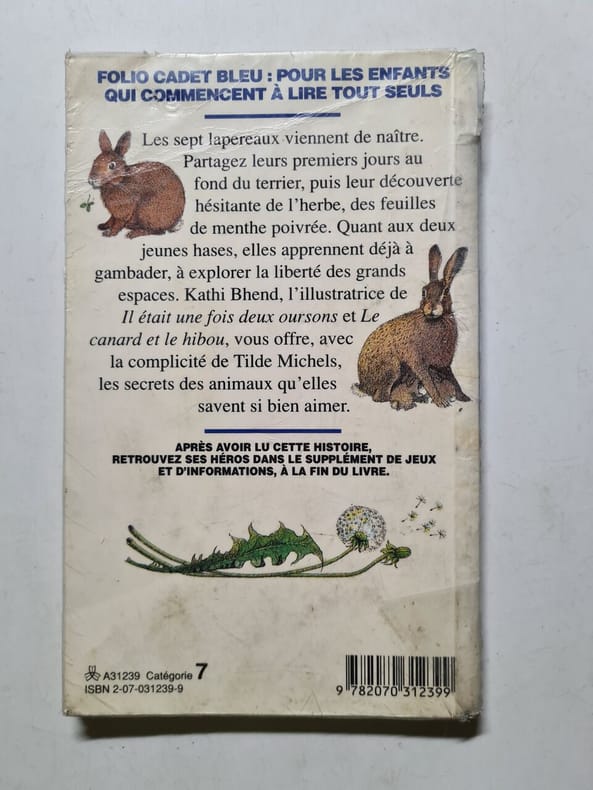 FOLIO CADET BLEU : POUR LES ENFANTS
QUI COMMENCENT À LIRE TOUT SEULS
Les sept lapereaux viennent de naître.
Partagez leurs premiers jours au
fond du terrier, puis leur découverte
hésitante de l'herbe, des feuilles
de menthe poivrée. Quant aux deux
jeunes hases, elles apprennent déjà à
gambader, à explorer la liberté des grands
espaces. Kathi Bhend, l'illustratrice de
Il était une fois deux oursons et Le
canard et le hibou, vous offre, avec
la complicité de Tilde Michels,
les secrets des animaux qu'elles
savent si bien aimer.
APRÈS AVOIR LU CETTE HISTOIRE,
RETROUVEZ SES HÉROS DANS LE SUPPLÉMENT DE JEUX
ET D'INFORMATIONS, À LA FIN DU LIVRE.
A31239 Catégorie 7
ISBN 2-07-031239-9
9 782070 312399